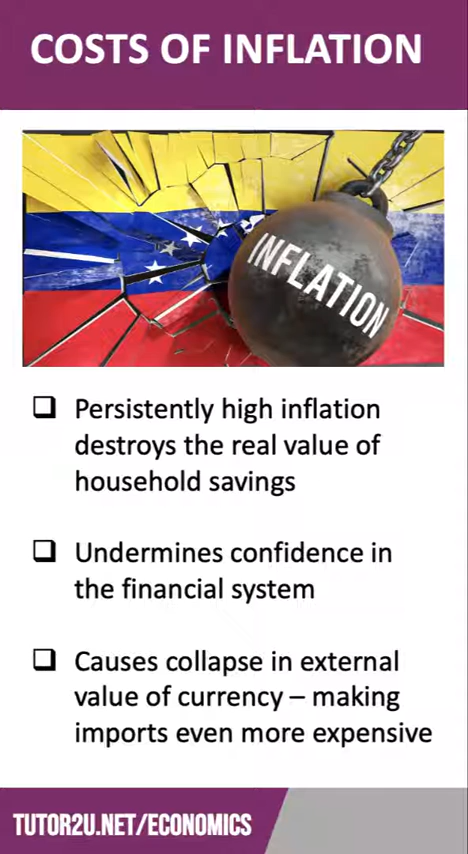 COSTS OF INFLATION
INFLATION
Persistently high inflation
destroys the real value of
household savings
Undermines confidence in
the financial system
Causes collapse in external
value of currency – making
imports even more expensive
TUTOR2U.NET/ECONOMICS